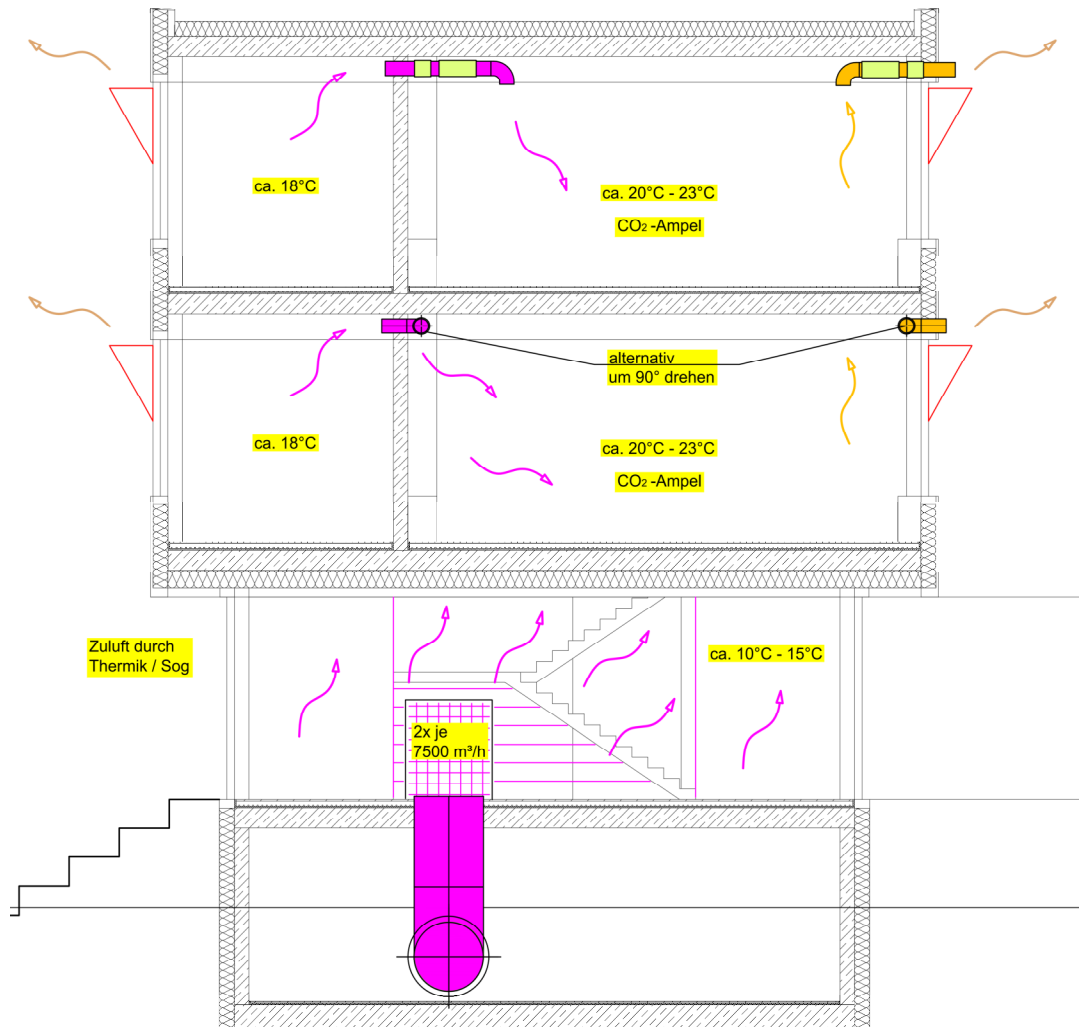 ca. 18°C
ca. 20°C - 23°C
CO₂ -Ampel
alternativ
um 90° drehen
ca. 18°C
ca. 20°C - 23°C
CO₂ -Ampel
Zuluft durch
Thermik / Sog
ca. 10°C - 15°C
2x je
7500 m³/h